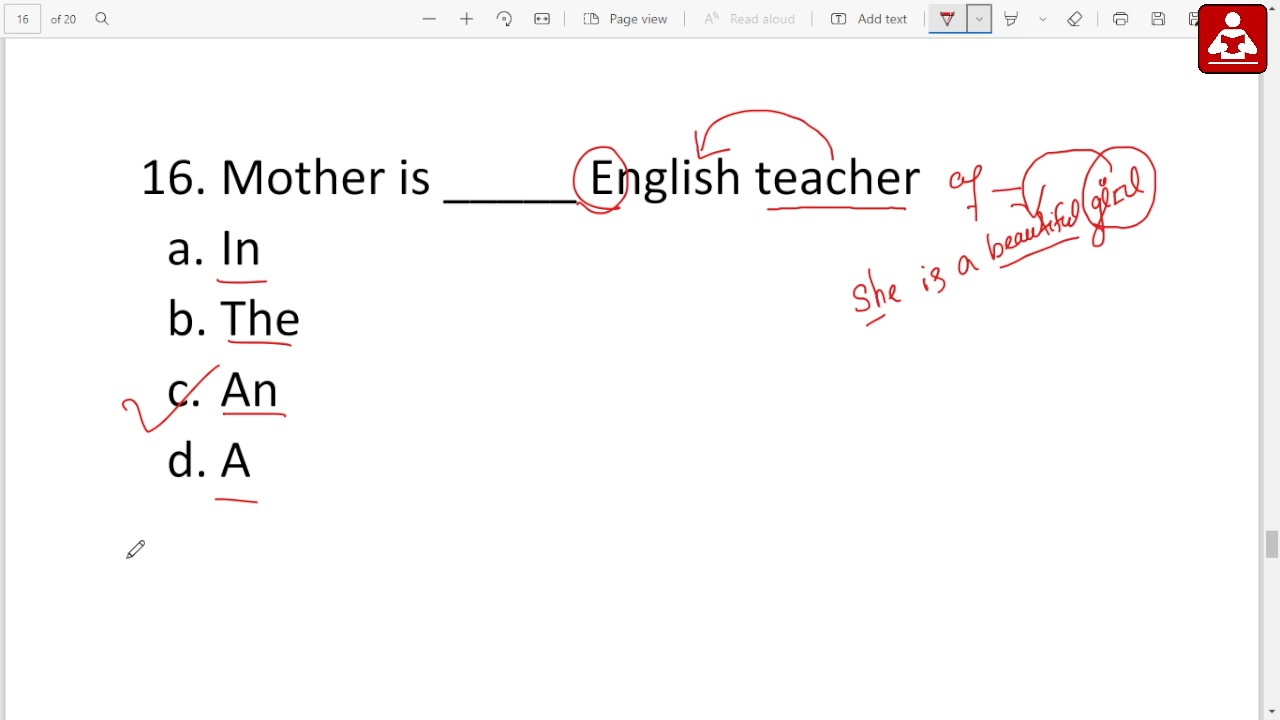 16 of 20 Page view Read aloud Add text
16. Mother is ______ English teacher
a. In
b. The
c. An
d. A
She is a beautiful girl